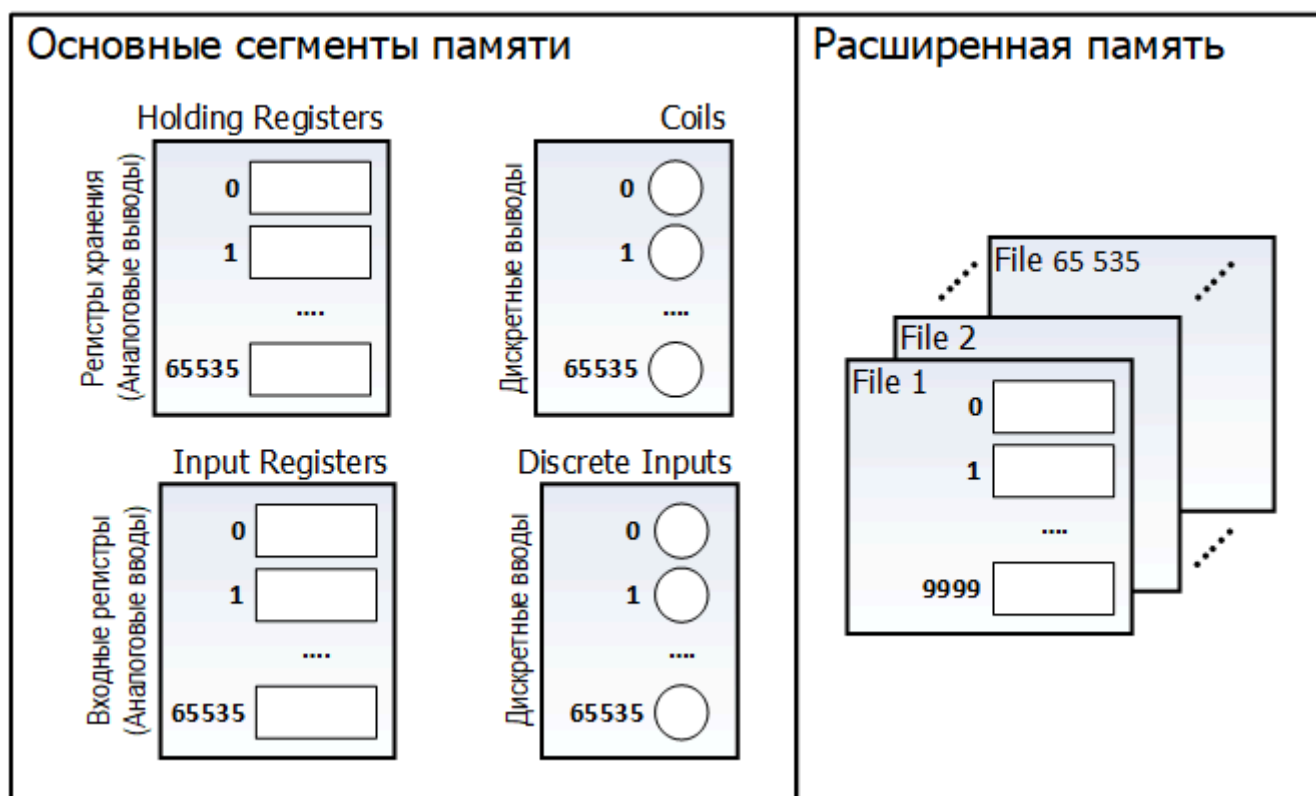 Основные сегменты памяти
Holding Registers
Регистры хранения
(Аналоговые выводы)
0
1
....
65535
Coils
Дискретные выводы
0
1
....
65535
Input Registers
Входные регистры
(Аналоговые вводы)
0
1
....
65535
Discrete Inputs
Дискретные вводы
0
1
....
65535
Расширенная память
File 65 535
File 2
File 1
0
1
....
9999